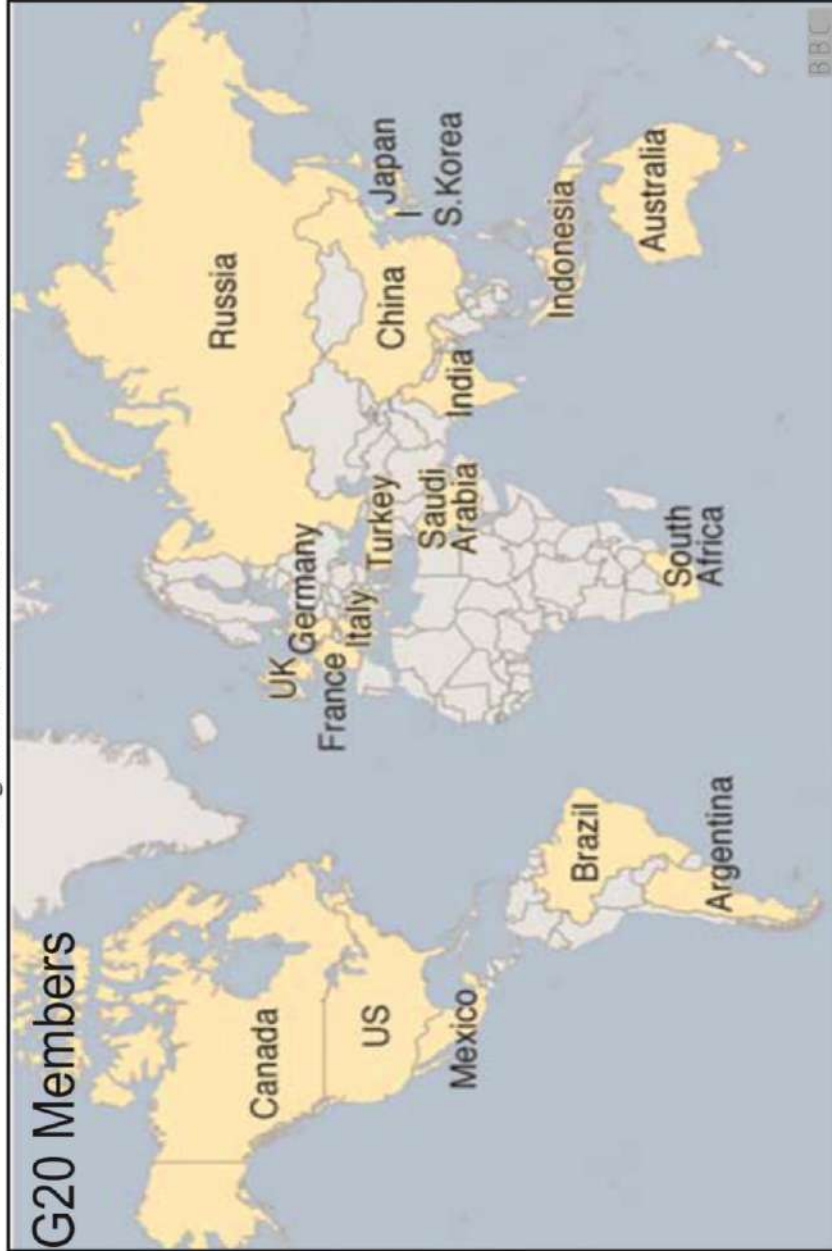 G20 Members
Canada
US
Mexico
Brazil
Argentina
Russia
UK
Germany
France
Italy
Turkey
Saudi
Arabia
China
India
Japan
S.Korea
Indonesia
Australia
South
Africa
BBC